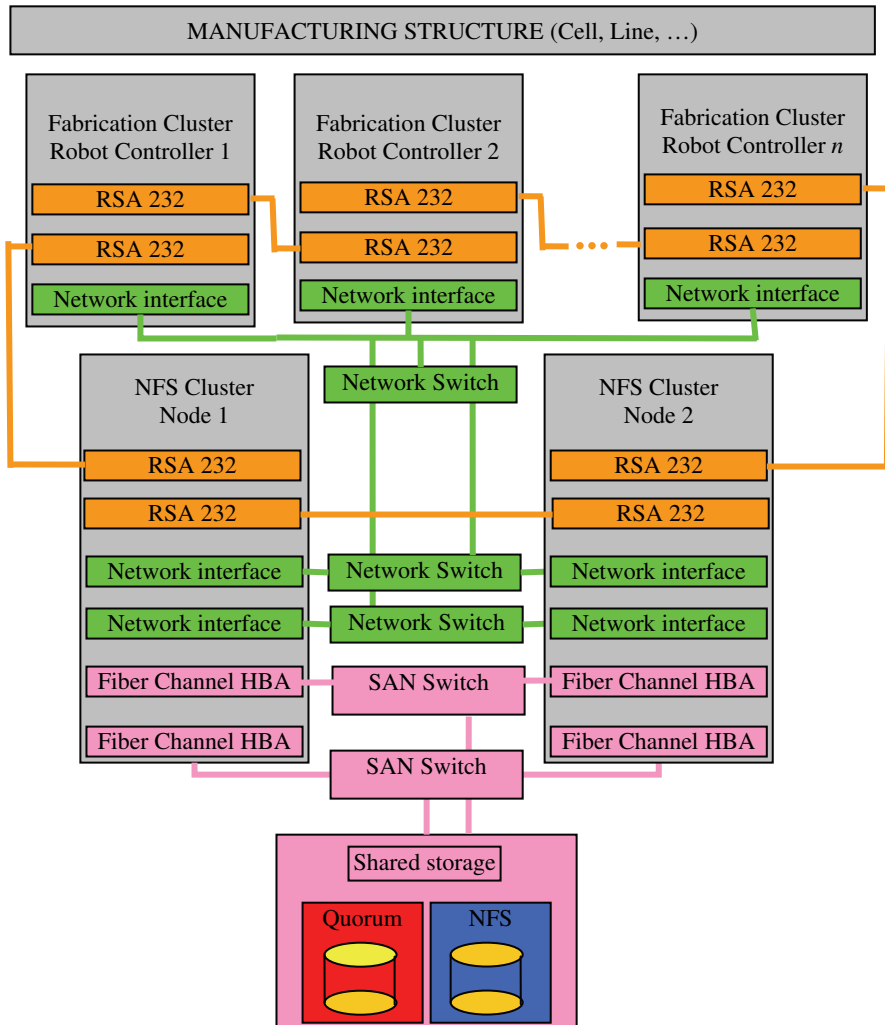 MANUFACTURING STRUCTURE (Cell, Line, …)
Fabrication Cluster
Robot Controller 1
RSA 232
RSA 232
Network interface
Fabrication Cluster
Robot Controller 2
RSA 232
RSA 232
Network interface
Fabrication Cluster
Robot Controller n
RSA 232
RSA 232
Network interface
Network Switch
NFS Cluster
Node 1
RSA 232
RSA 232
Network interface
Network interface
Fiber Channel HBA
Fiber Channel HBA
Network Switch
Network Switch
SAN Switch
SAN Switch
NFS Cluster
Node 2
RSA 232
RSA 232
Network interface
Network interface
Fiber Channel HBA
Fiber Channel HBA
Shared storage
Quorum
NFS